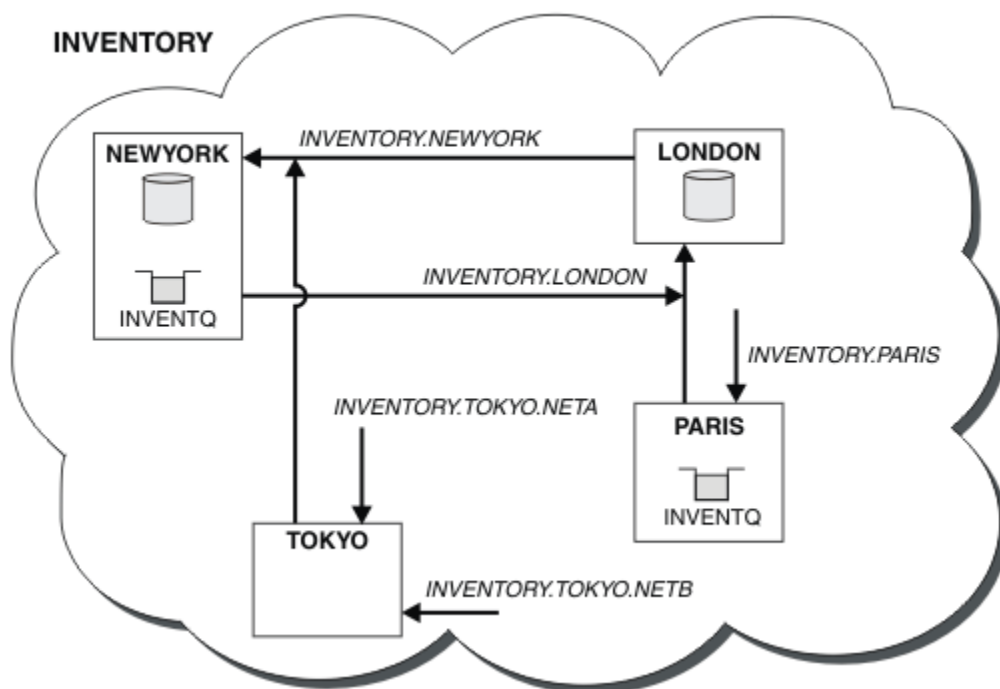 INVENTORY
INVENTORY.NEWYORK
NEWYORK
LONDON
INVENTORY.LONDON
INVENTQ
INVENTORY.PARIS
INVENTORY.TOKYO.NETA
PARIS
INVENTQ
TOKYO
INVENTORY.TOKYO.NETB